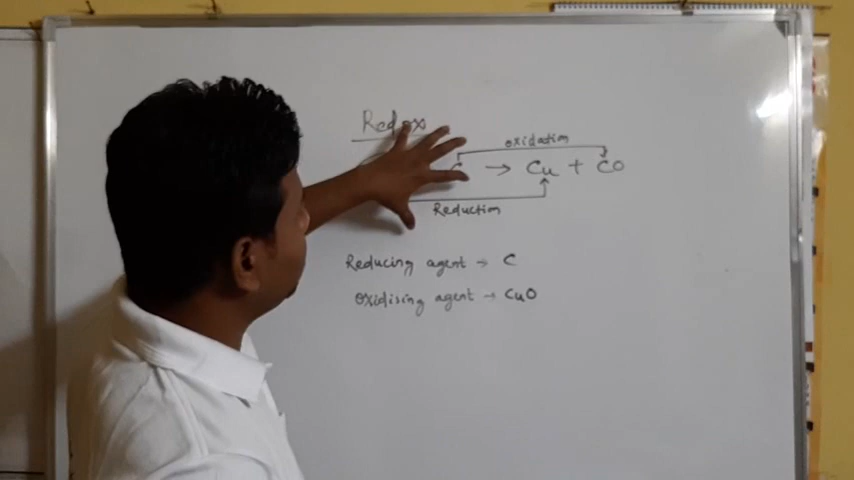 Redox
oxidation
C → Cu + CO
Reduction
Reducing agent → C
Oxidising agent → CuO